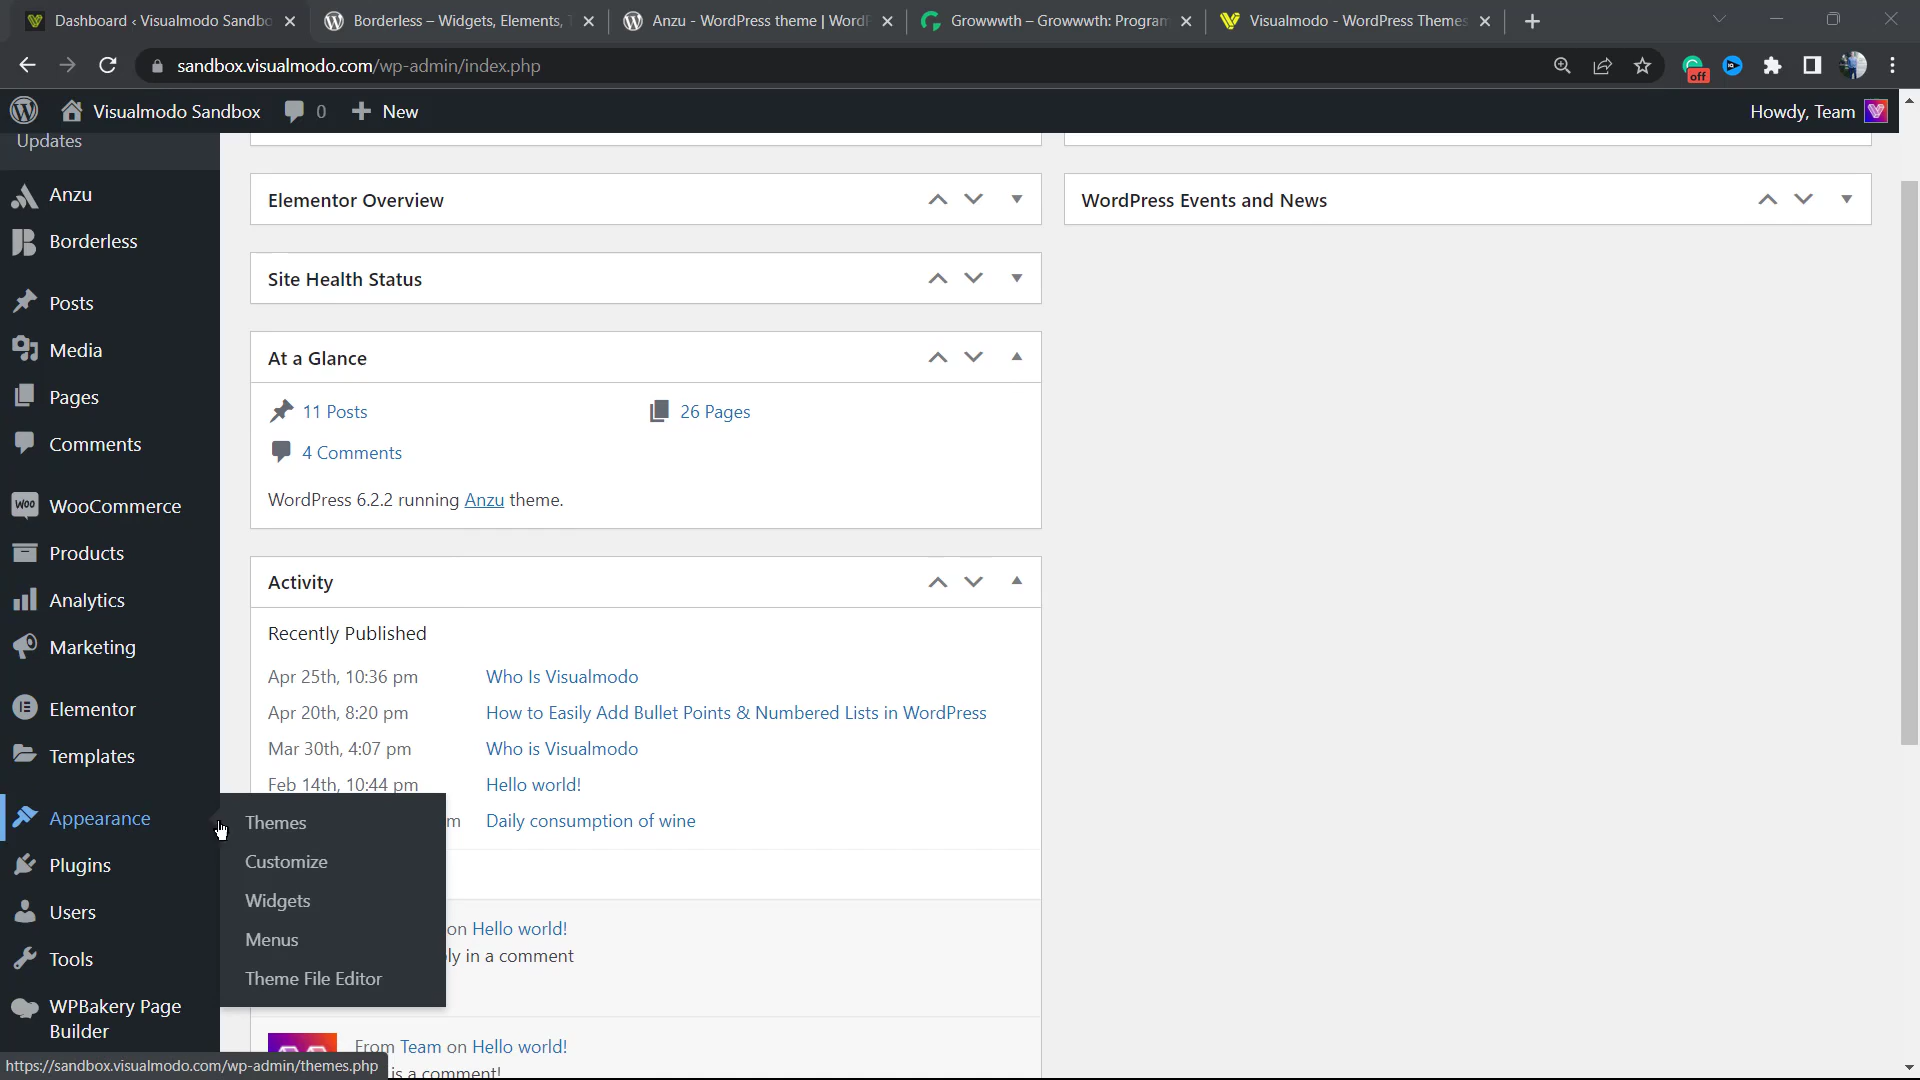 Dashboard ‹ Visualmodo Sandbo
Borderless – Widgets, Elements, T
Anzu - WordPress theme | WordP
Growwwth – Growwwth: Program
Visualmodo - WordPress Themes
sandbox.visualmodo.com/wp-admin/index.php
off
Visualmodo Sandbox
0
New
Howdy, Team
Updates
Anzu
Borderless
Posts
Media
Pages
Comments
WOO
WooCommerce
Products
Analytics
Marketing
Elementor
Templates
Appearance
Plugins
Users
Tools
WPBakery Page
Builder
Themes
Customize
Widgets
Menus
Theme File Editor
Elementor Overview
Site Health Status
At a Glance
11 Posts
26 Pages
4 Comments
WordPress 6.2.2 running Anzu theme.
Activity
Recently Published
Apr 25th, 10:36 pm Who Is Visualmodo
Apr 20th, 8:20 pm How to Easily Add Bullet Points & Numbered Lists in WordPress
Mar 30th, 4:07 pm Who is Visualmodo
Feb 14th, 10:44 pm Hello world!
m Daily consumption of wine
on Hello world!
ly in a comment
From Team on Hello world!
is a comment!
WordPress Events and News
https://sandbox.visualmodo.com/wp-admin/themes.php